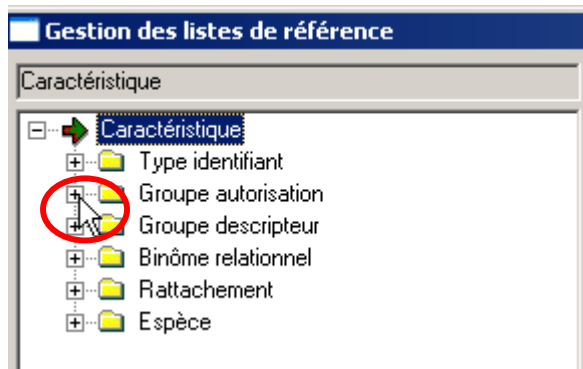 Gestion des listes de référence
Caractéristique
Caractéristique
Type identifiant
Groupe autorisation
Groupe descripteur
Binôme relationnel
Rattachement
Espèce